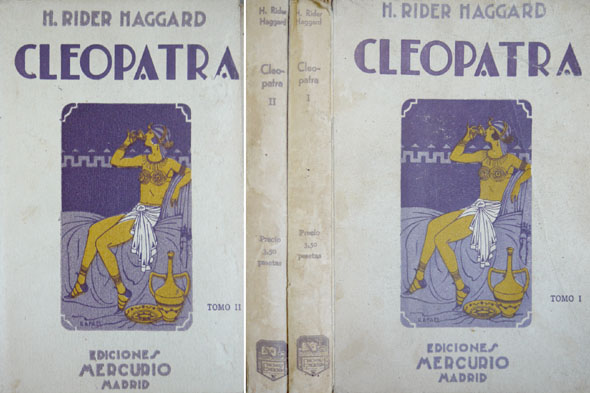 H. RIDER HAGGARD
CLEOPATRA
TOMO II
EDICIONES
MERCURIO
MADRID
H. Rider
Haggard
Cleo-
patra
II
Precio
3,50
pesetas
H. Rider
Haggard
Cleo-
patra
I
Precio
3,50
pesetas
H. RIDER HAGGARD
CLEOPATRA
TOMO I
EDICIONES
MERCURIO
MADRID